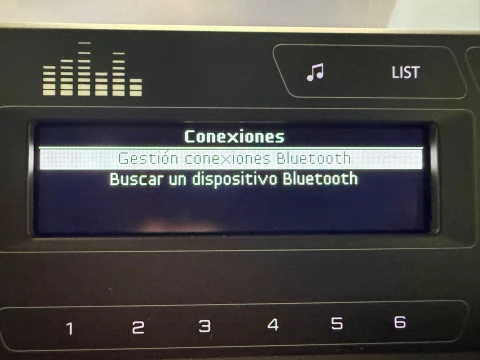 LIST
Conexiones
Gestión conexiones Bluetooth
Buscar un dispositivo Bluetooth
1 2 3 4 5 6